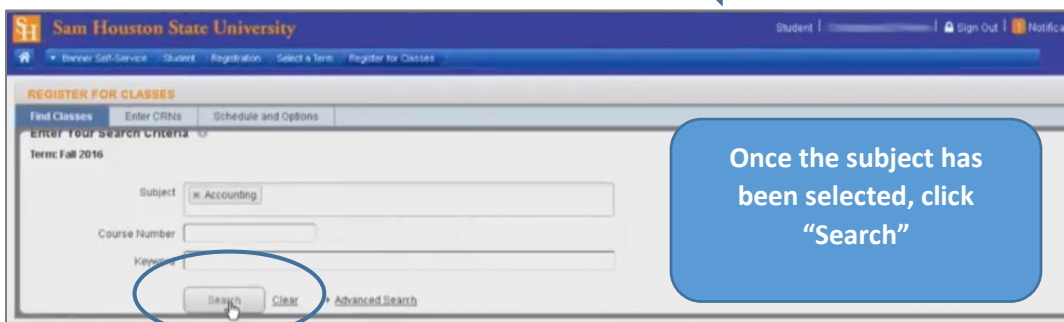 SH Sam Houston State University
Student | | Sign Out | Notifica
Banner Self-Service Student Registration Select a Term Register for Classes
REGISTER FOR CLASSES
Find Classes Enter CRNs Schedule and Options
Enter Your Search Criteria
Term: Fall 2016
Subject × Accounting
Course Number
Keyword
Search Clear Advanced Search
Once the subject has
been selected, click
“Search”